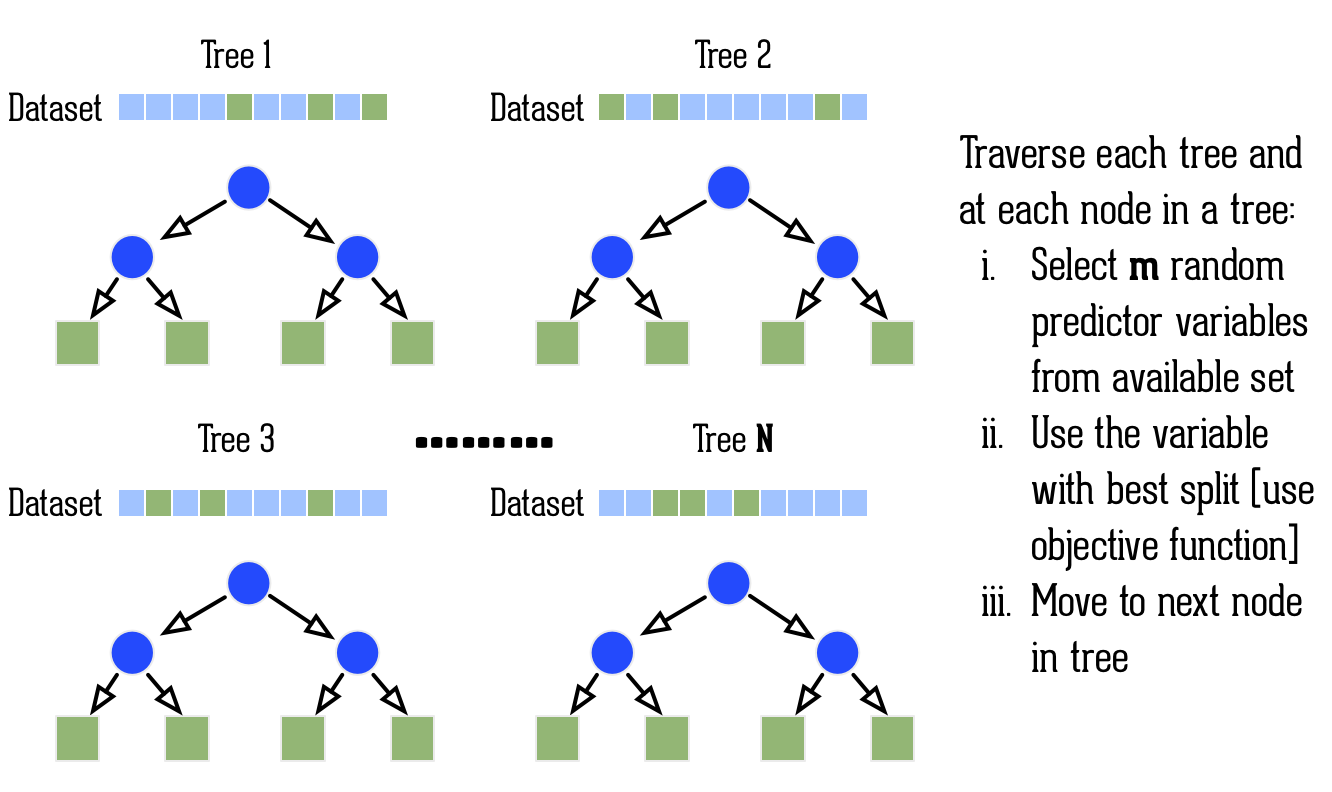 Tree 1
Tree 2
Dataset
Dataset
Traverse each tree and
at each node in a tree:
i. Select m random
predictor variables
from available set
ii. Use the variable
with best split [use
objective function]
iii. Move to next node
in tree
Tree 3
.........
Tree N
Dataset
Dataset